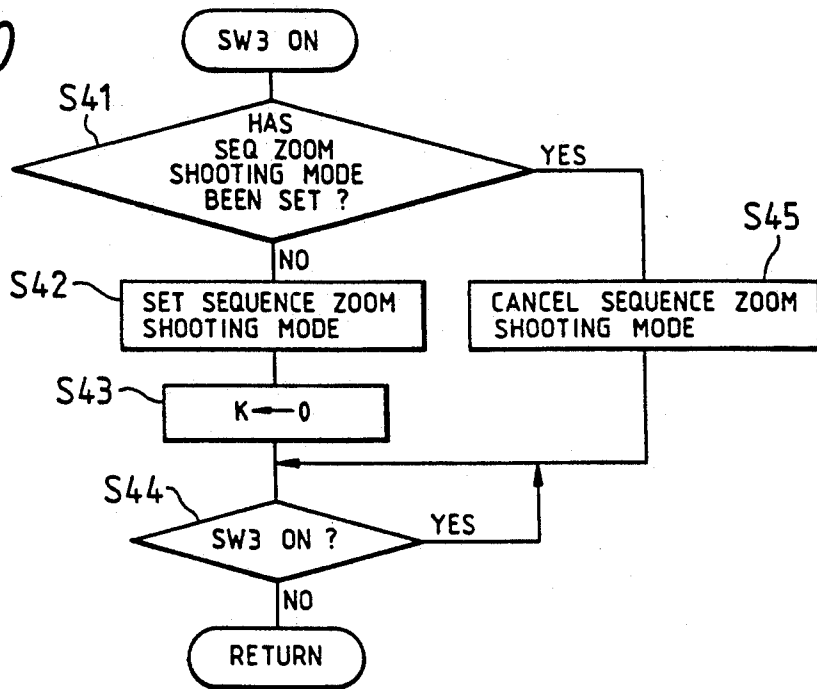 SW3 ON
S41
HAS
SEQ ZOOM
SHOOTING MODE
BEEN SET ?
YES
NO
S45
S42
SET SEQUENCE ZOOM
SHOOTING MODE
CANCEL SEQUENCE ZOOM
SHOOTING MODE
S43
K←0
S44
SW3 ON ?
YES
NO
RETURN